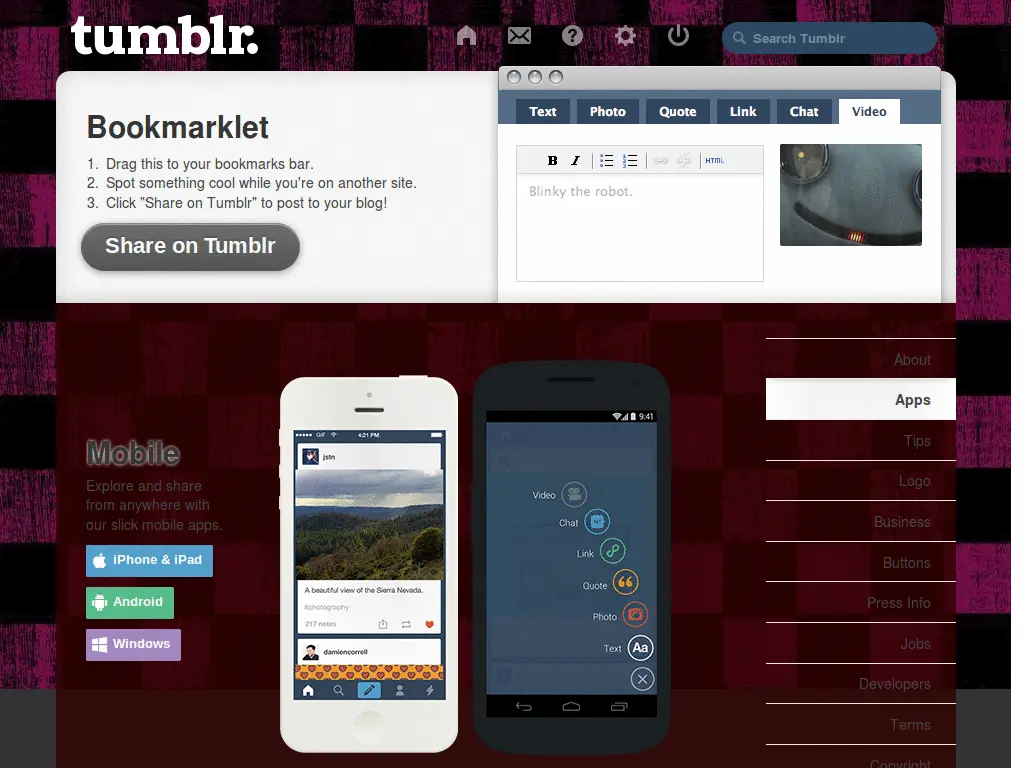 tumblr.
Search Tumblr
Bookmarklet
1. Drag this to your bookmarks bar.
2. Spot something cool while you're on another site.
3. Click "Share on Tumblr" to post to your blog!
Share on Tumblr
Text Photo Quote Link Chat Video
B I HTML
Blinky the robot.
Mobile
Explore and share
from anywhere with
our slick mobile apps.
iPhone & iPad
Android
Windows
GIF 4:21 PM
jstn
A beautiful view of the Sierra Nevada.
#photography
217 notes
damiencorrell
9:41
Video
Chat
Link
Quote
Photo
Text Aa
About
Apps
Tips
Logo
Business
Buttons
Press Info
Jobs
Developers
Terms
Copyright